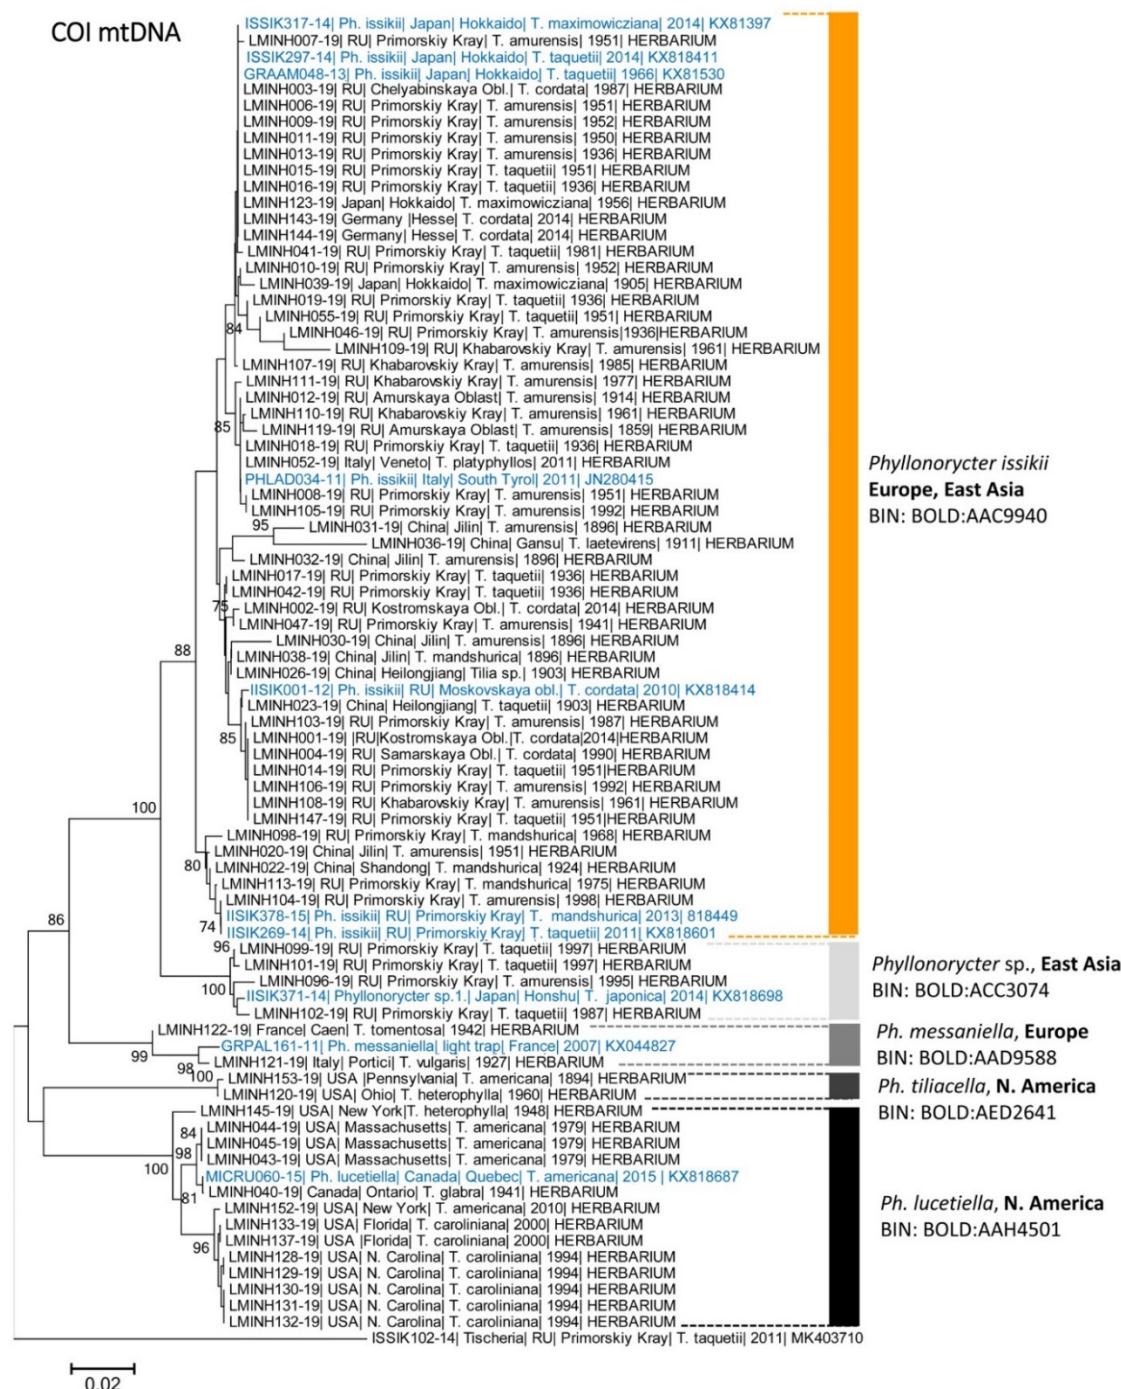 COI mtDNA
ISSIK317-14| Ph. issikii| Japan| Hokkaido| T. maximowicziana| 2014| KX81397
LMINH007-19| RU| Primorsky Kray| T. amurensis| 1951| HERBARIUM
ISSIK297-14| Ph. issikii| Japan| Hokkaido| T. taquetii| 2014| KX818411
GRAAM048-13| Ph. issikii| Japan| Hokkaido| T. taquetii| 1966| KX81530
LMINH003-19| RU| Chelyabinskaya Obl.| T. cordata| 1987| HERBARIUM
LMINH006-19| RU| Primorskiy Kray| T. amurensis| 1951| HERBARIUM
LMINH009-19| RU| Primorskiy Kray| T. amurensis| 1952| HERBARIUM
LMINH011-19| RU| Primorskiy Kray| T. amurensis| 1950| HERBARIUM
LMINH013-19| RU| Primorskiy Kray| T. amurensis| 1936| HERBARIUM
LMINH015-19| RU| Primorskiy Kray| T. taquetii| 1951| HERBARIUM
LMINH016-19| RU| Primorskiy Kray| T. taquetii| 1936| HERBARIUM
LMINH123-19| Japan| Hokkaido| T. maximowicziana| 1956| HERBARIUM
LMINH143-19| Germany |Hesse| T. cordata| 2014| HERBARIUM
LMINH144-19| Germany| Hesse| T. cordata| 2014| HERBARIUM
LMINH041-19| RU| Primorskiy Kray| T. taquetii| 1981| HERBARIUM
LMINH010-19| RU| Primorskiy Kray| T. amurensis| 1952| HERBARIUM
LMINH039-19| Japan| Hokkaido| T. maximowicziana| 1905| HERBARIUM
LMINH019-19| RU| Primorskiy Kray| T. taquetii| 1936| HERBARIUM
LMINH055-19| RU| Primorskiy Kray| T. taquetii| 1951| HERBARIUM
84
LMINH046-19| RU| Primorskiy Kray| T. amurensis|1936|HERBARIUM
LMINH109-19| RU| Khabarovskiy Kray| T. amurensis| 1961| HERBARIUM
LMINH107-19| RU| Khabarovskiy Kray| T. amurensis| 1985| HERBARIUM
LMINH111-19| RU| Khabarovskiy Kray| T. amurensis| 1977| HERBARIUM
LMINH012-19| RU| Amurskaya Oblast| T. amurensis| 1914| HERBARIUM
LMINH110-19| RU| Khabarovskiy Kray| T. amurensis| 1961| HERBARIUM
85
LMINH119-19| RU| Amurskaya Oblast| T. amurensis| 1859| HERBARIUM
LMINH018-19| RU| Primorskiy Kray| T. taquetii| 1936| HERBARIUM
LMINH052-19| Italy| Veneto| T. platyphyllos| 2011| HERBARIUM
PHLAD034-11| Ph. issikii| Italy| South Tyrol| 2011| JN280415
LMINH008-19| RU| Primorskiy Kray| T. amurensis| 1951| HERBARIUM
LMINH105-19| RU| Primorskiy Kray| T. amurensis| 1992| HERBARIUM
95
LMINH031-19| China| Jilin| T. amurensis| 1896| HERBARIUM
LMINH036-19| China| Gansu| T. laetevirens| 1911| HERBARIUM
LMINH032-19| China| Jilin| T. amurensis| 1896| HERBARIUM
LMINH017-19| RU| Primorskiy Kray| T. taquetii| 1936| HERBARIUM
LMINH042-19| RU| Primorskiy Kray| T. taquetii| 1936| HERBARIUM
75
LMINH002-19| RU| Kostromskaya Obl.| T. cordata| 2014| HERBARIUM
LMINH047-19| RU| Primorskiy Kray| T. amurensis| 1941| HERBARIUM
LMINH030-19| China| Jilin| T. amurensis| 1896| HERBARIUM
88
LMINH038-19| China| Jilin| T. mandshurica| 1896| HERBARIUM
LMINH026-19| China| Heilongjiang| Tilia sp.| 1903| HERBARIUM
IISIK001-12| Ph. issikii| RU| Moskovskaya obl.| T. cordata| 2010| KX818414
LMINH023-19| China| Heilongjiang| T. taquetii| 1903| HERBARIUM
LMINH103-19| RU| Primorskiy Kray| T. amurensis| 1987| HERBARIUM
85
LMINH001-19| |RU|Kostromskaya Obl.|T. cordata|2014|HERBARIUM
LMINH004-19| RU| Samarskaya Obl.| T. cordata| 1990| HERBARIUM
LMINH014-19| RU| Primorskiy Kray| T. taquetii| 1951|HERBARIUM
LMINH106-19| RU| Primorskiy Kray| T. amurensis| 1992| HERBARIUM
LMINH108-19| RU| Khabarovskiy Kray| T. amurensis| 1961| HERBARIUM
100
LMINH147-19| RU| Primorskiy Kray| T. taquetii| 1951|HERBARIUM
LMINH098-19| RU| Primorskiy Kray| T. mandshurica| 1968| HERBARIUM
LMINH020-19| China| Jilin| T. amurensis| 1951| HERBARIUM
80
LMINH022-19| China| Shandong| T. mandshurica| 1924| HERBARIUM
LMINH113-19| RU| Primorskiy Kray| T. mandshurica| 1975| HERBARIUM
LMINH104-19| RU| Primorskiy Kray| T. amurensis| 1998| HERBARIUM
IISIK378-15| Ph. issikii| RU| Primorskiy Kray| T. mandshurica| 2013| 818449
86
74
IISIK269-14| Ph. issikii| RU| Primorskiy Kray| T. taquetii| 2011| KX818601
96
LMINH099-19| RU| Primorskiy Kray| T. taquetii| 1997| HERBARIUM
LMINH101-19| RU| Primorskiy Kray| T. taquetii| 1997| HERBARIUM
LMINH096-19| RU| Primorskiy Kray| T. amurensis| 1995| HERBARIUM
100
IISIK371-14| Phyllonorycter sp.1.| Japan| Honshu| T. japonica| 2014| KX818698
LMINH102-19| RU| Primorskiy Kray| T. taquetii| 1987| HERBARIUM
LMINH122-19| France| Caen| T. tomentosa| 1942| HERBARIUM
GRPAL161-11| Ph. messaniella| light trap| France| 2007| KX044827
99
98
LMINH121-19| Italy| Portici| T. vulgaris| 1927| HERBARIUM
100
LMINH153-19| USA |Pennsylvania| T. americana| 1894| HERBARIUM
LMINH120-19| USA| Ohio| T. heterophylla| 1960| HERBARIUM
LMINH145-19| USA| New York|T. heterophylla| 1948| HERBARIUM
84
LMINH044-19| USA| Massachusetts| T. americana| 1979| HERBARIUM
LMINH045-19| USA| Massachusetts| T. americana| 1979| HERBARIUM
98
LMINH043-19| USA| Massachusetts| T. americana| 1979| HERBARIUM
100
MICRU060-15| Ph. lucetiella| Canada| Quebec| T. americana| 2015 | KX818687
81
LMINH040-19| Canada| Ontario| T. glabra| 1941| HERBARIUM
LMINH152-19| USA| New York| T. americana| 2010| HERBARIUM
LMINH133-19| USA| Florida| T. caroliniana| 2000| HERBARIUM
LMINH137-19| USA |Florida| T. caroliniana| 2000| HERBARIUM
96
LMINH128-19| USA| N. Carolina| T. caroliniana| 1994| HERBARIUM
LMINH129-19| USA| N. Carolina| T. caroliniana| 1994| HERBARIUM
LMINH130-19| USA| N. Carolina| T. caroliniana| 1994| HERBARIUM
LMINH131-19| USA| N. Carolina| T. caroliniana| 1994| HERBARIUM
LMINH132-19| USA| N. Carolina| T. caroliniana| 1994| HERBARIUM
ISSIK102-14| Tischeria| RU| Primorskiy Kray| T. taquetii| 2011| MK403710
0.02
Phyllonorycter issikii
Europe, East Asia
BIN: BOLD:AAC9940
Phyllonorycter sp., East Asia
BIN: BOLD:ACC3074
Ph. messaniella, Europe
BIN: BOLD:AAD9588
Ph. tiliacella, N. America
BIN: BOLD:AED2641
Ph. lucetiella, N. America
BIN: BOLD:AAH4501